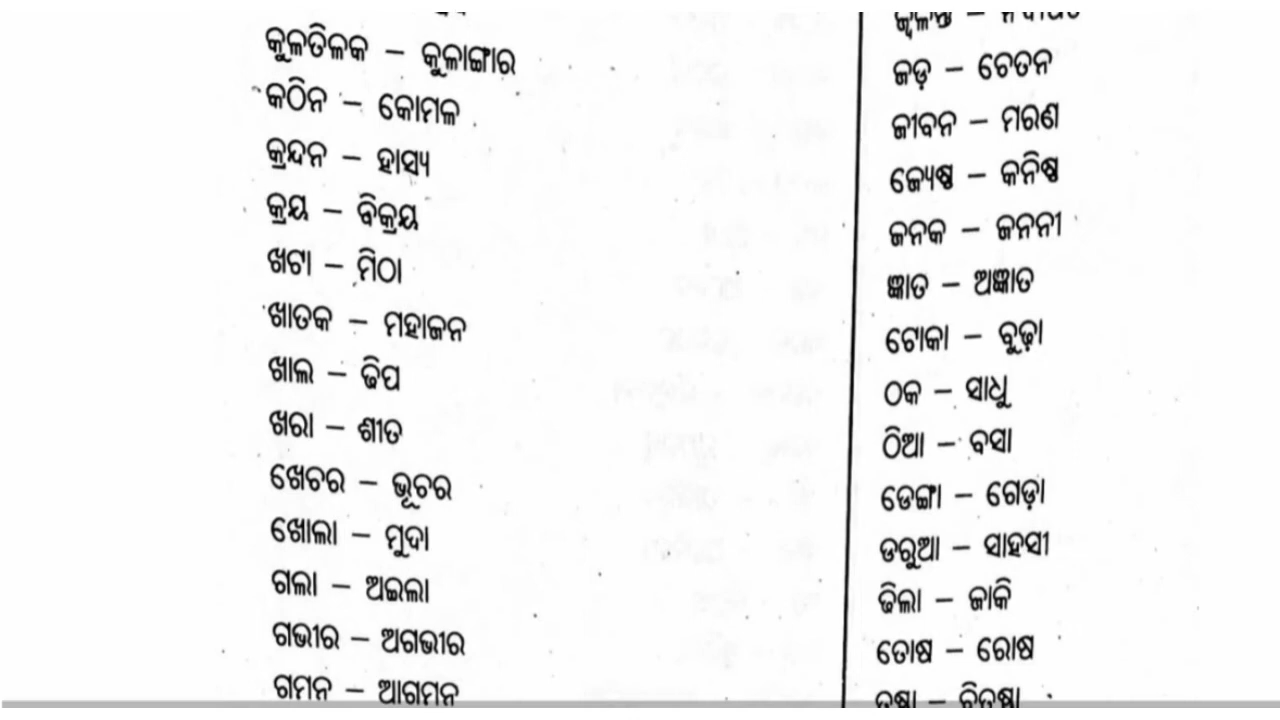 କୁଳତିଳକ – କୁଳାଙ୍ଗାର
କଠିନ – କୋମଳ
କ୍ରନ୍ଦନ – ହାସ୍ୟ
କ୍ରୟ – ବିକ୍ରୟ
ଖଟା – ମିଠା
ଖାତକ – ମହାଜନ
ଖାଲ – ଢିପ
ଖରା – ଶୀତ
ଖେଚର – ଭୂଚର
ଖୋଲା – ମୁଦା
ଗଲା – ଅଇଲା
ଗଭୀର – ଅଗଭୀର
ଗମନ – ଆଗମନ
ଜଡ଼ – ଚେତନ
ଜୀବନ – ମରଣ
ଜ୍ୟେଷ୍ଠ – କନିଷ୍ଠ
ଜନକ – ଜନନୀ
ଜ୍ଞାତ – ଅଜ୍ଞାତ
ଟୋକା – ବୁଢ଼ା
ଠକ – ସାଧୁ
ଠିଆ – ବସା
ଡେଙ୍ଗା – ଗେଡ଼ା
ଡରୁଆ – ସାହସୀ
ଢିଲା – ଜାକି
ତୋଷ – ରୋଷ